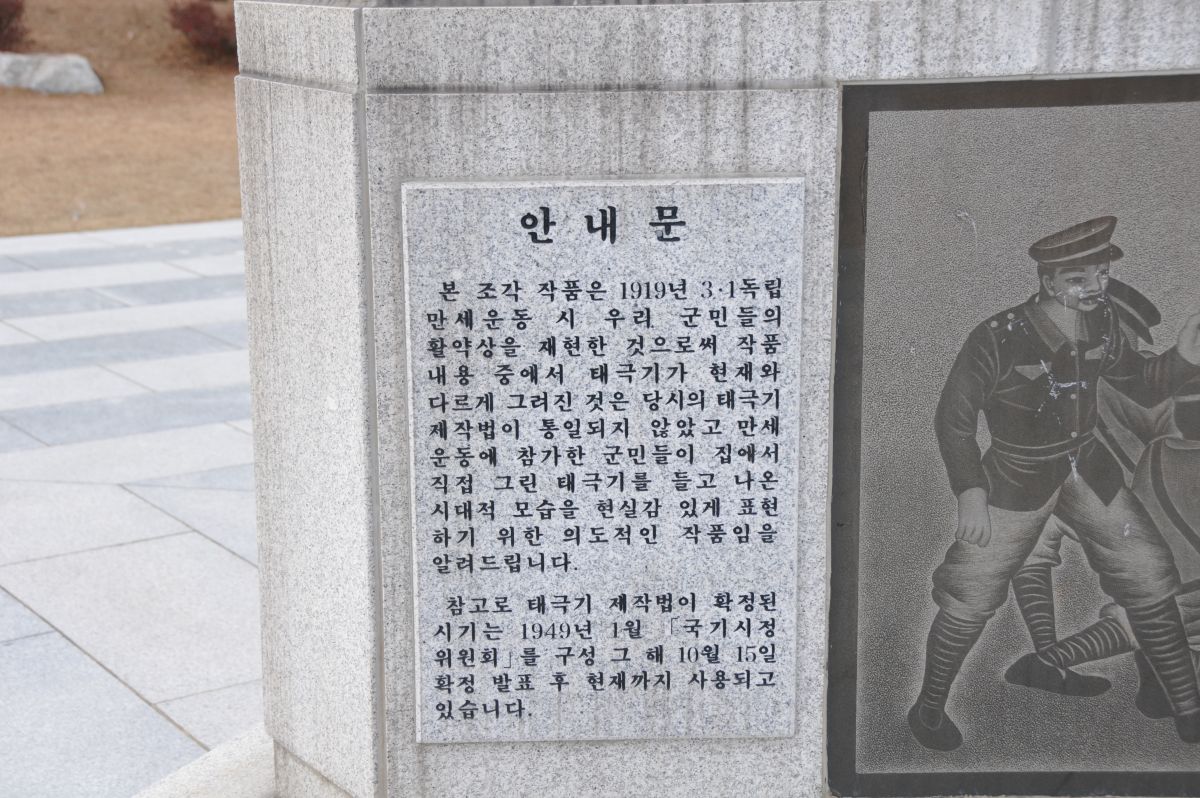 안내문
본 조각 작품은 1919년 3·1독립
만세운동 시 우리 군민들의
활약상을 재현한 것으로써 작품
내용 중에서 태극기가 현재와
다르게 그려진 것은 당시의 태극기
제작법이 통일되지 않았고 만세
운동에 참가한 군민들이 집에서
직접 그린 태극기를 들고 나온
시대적 모습을 현실감 있게 표현
하기 위한 의도적인 작품임을
알려드립니다.
참고로 태극기 제작법이 확정된
시기는 1949년 1월 「국기시정
위원회」를 구성 그 해 10월 15일
확정 발표 후 현재까지 사용되고
있습니다.